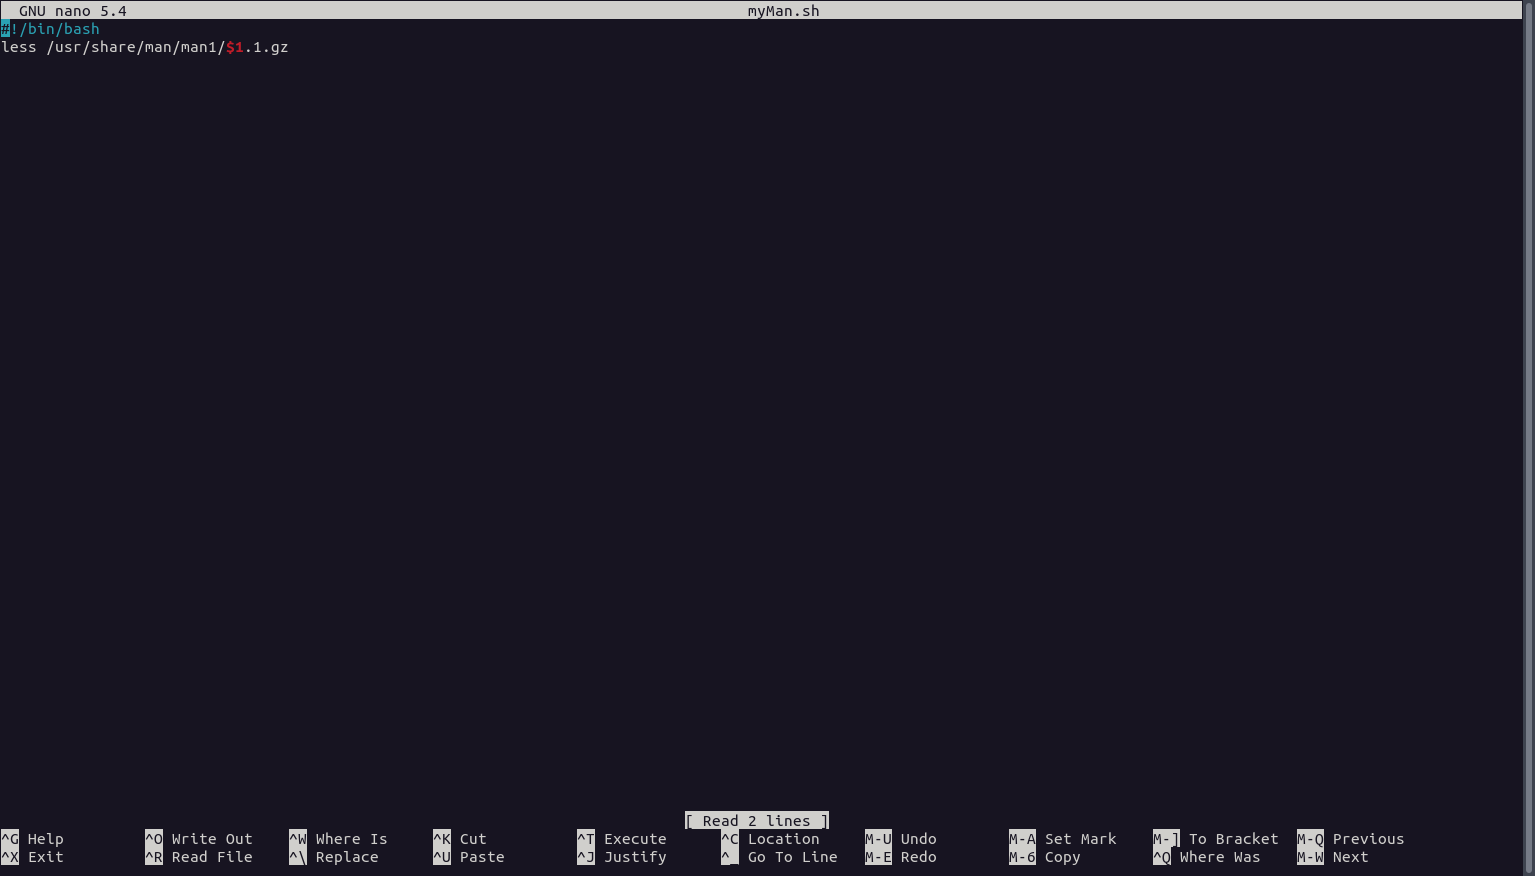 GNU nano 5.4 myMan.sh
#!/bin/bash
less /usr/share/man/man1/$1.1.gz
[ Read 2 lines ]
^G Help ^O Write Out ^W Where Is ^K Cut ^T Execute ^C Location M-U Undo M-A Set Mark M-] To Bracket M-Q Previous
^X Exit ^R Read File ^\ Replace ^U Paste ^J Justify ^_ Go To Line M-E Redo M-6 Copy ^Q Where Was M-W Next